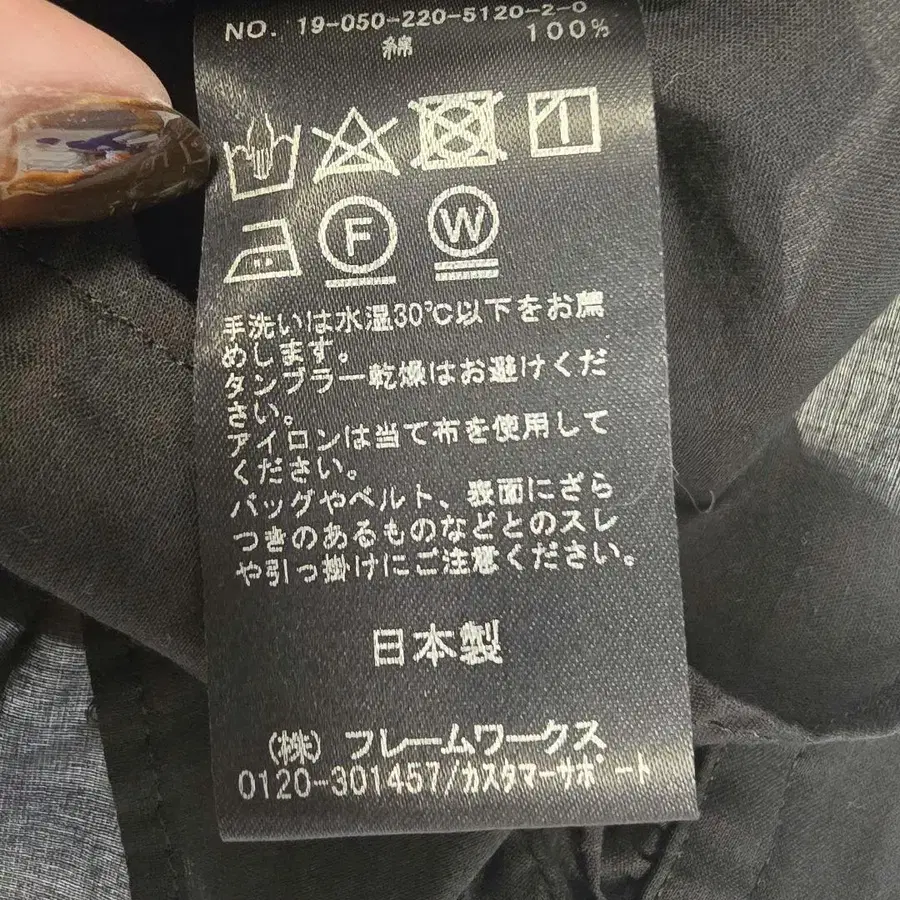 NO. 19-050-220-5120-2-0
綿 100%
F W
手洗いは水温30℃以下をお薦
めします。
タンブラー乾燥はお避けくだ
さい。
アイロンは当て布を使用して
ください。
バッグやベルト、表面にざら
つきのあるものなどとのスレ
や引っ掛けにご注意ください。
日本製
(株) フレームワークス
0120-301457/カスタマーサポート